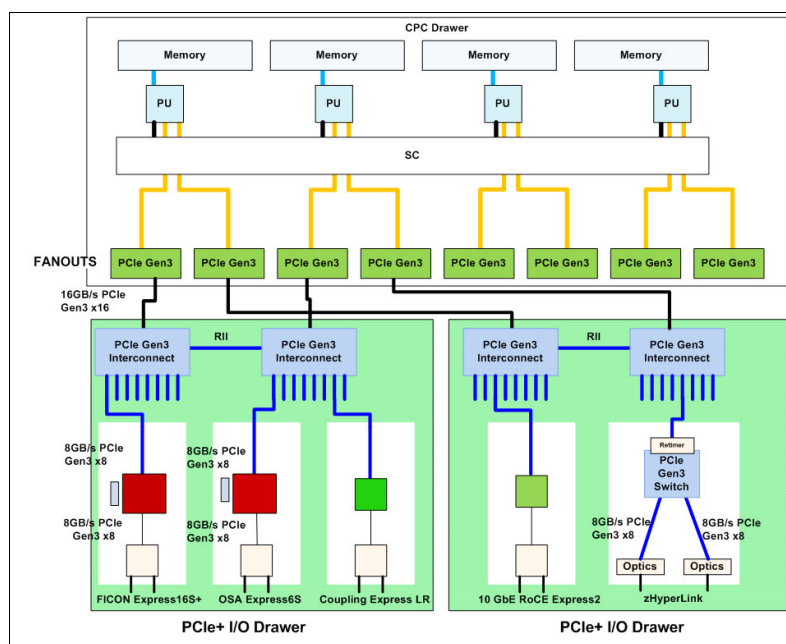 CPC Drawer
Memory
Memory
Memory
Memory
PU
PU
PU
PU
SC
FANOUTS
PCIe Gen3
PCIe Gen3
PCIe Gen3
PCIe Gen3
PCIe Gen3
PCIe Gen3
PCIe Gen3
PCIe Gen3
16GB/s PCIe
Gen3 x16
PCIe Gen3
Interconnect
RII
PCIe Gen3
Interconnect
PCIe Gen3
Interconnect
RII
PCIe Gen3
Interconnect
8GB/s PCIe
Gen3 x8
8GB/s PCIe
Gen3 x8
Retimer
PCIe
Gen3
Switch
8GB/s PCIe
Gen3 x8
8GB/s PCIe
Gen3 x8
8GB/s PCIe
Gen3 x8
8GB/s PCIe
Gen3 x8
Optics
Optics
FICON Express16S+
OSA Express6S
Coupling Express LR
10 GbE RoCE Express2
zHyperLink
PCIe+ I/O Drawer
PCIe+ I/O Drawer